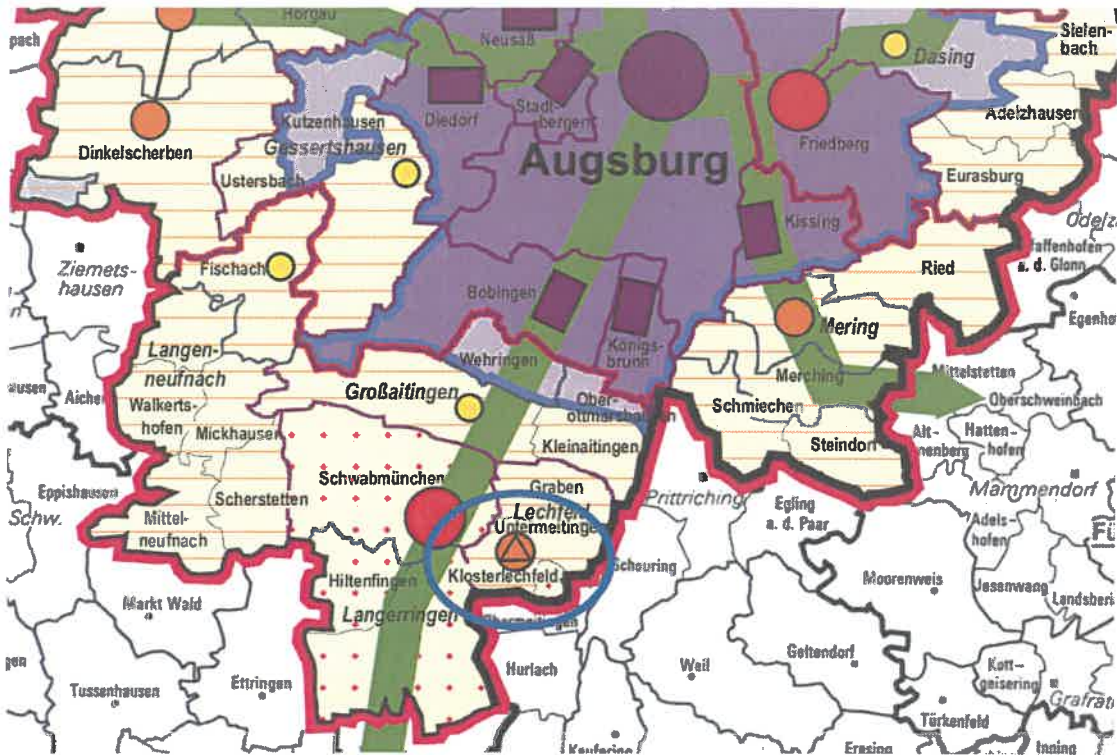 Horgau
Neusäß
Sielen-
bach
pach
Dasing
Diedorf
Stadt-
bergen
Adelzhausen
Kutzenhausen
Gessertshausen
Friedberg
Dinkelscherben
Augsburg
Ustersbach
Eurasburg
Kissing
Ziemets-
hausen
Fischach
Ried
a. d. Glonn
Bobingen
Königs-
brunn
Mering
Langen-
neufnach
Wehringen
Merching
Mittelstetten
Aichen
Großaitingen
Ober-
ottmarshausen
Oberschweinbach
Walkerts-
hofen
Schmiechen
Hatten-
hofen
Mickhausen
Kleinaitingen
Steindorf
Schwabmünchen
Graben
Prittriching
Mammendorf
Eppishausen
Scherstetten
Lechfeld
Egling
a. d. Paar
Schw.
Untermeitingen
Adels-
hofen
Mittel-
neufnach
Scheuring
Hiltenfingen
Klosterlechfeld
Moorenweis
Jesenwang
Markt Wald
Langerringen
Obermeitingen
Hurlach
Weil
Geltendorf
Kott-
geisering
Tussenhausen
Ettringen
Türkenfeld
Kaufering
Eresing
Inning